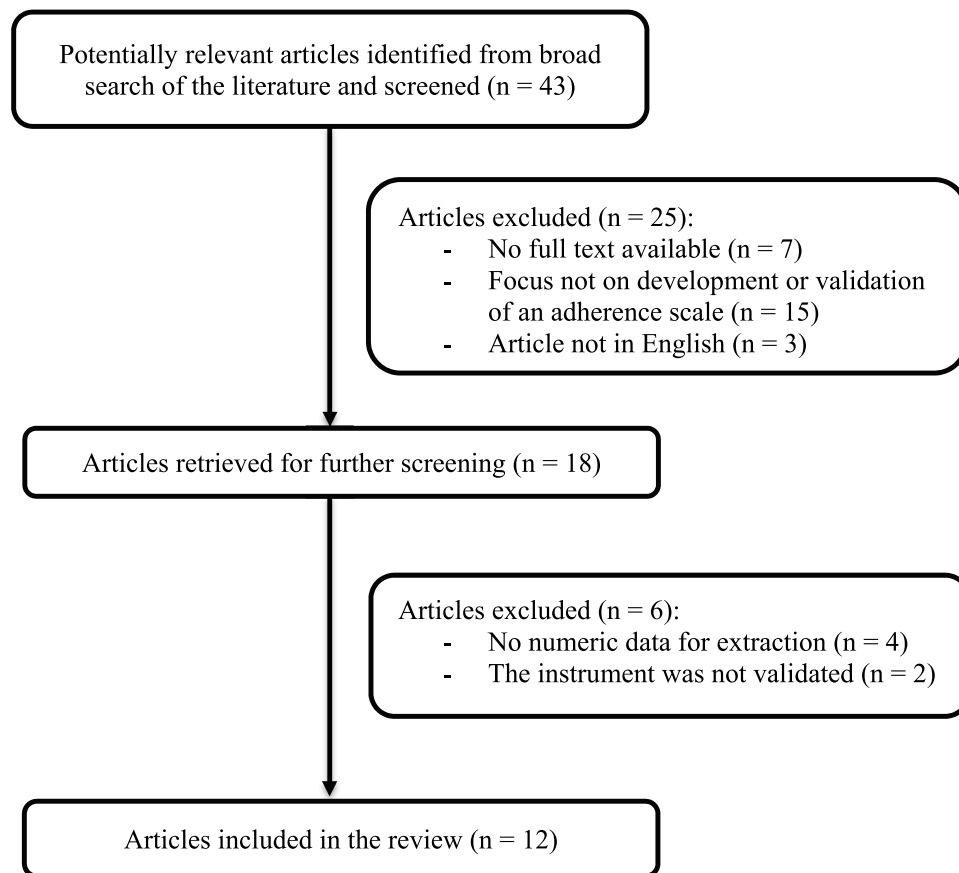 Potentially relevant articles identified from broad
search of the literature and screened (n = 43)
Articles excluded (n = 25):
- No full text available (n = 7)
- Focus not on development or validation
of an adherence scale (n = 15)
- Article not in English (n = 3)
Articles retrieved for further screening (n = 18)
Articles excluded (n = 6):
- No numeric data for extraction (n = 4)
- The instrument was not validated (n = 2)
Articles included in the review (n = 12)